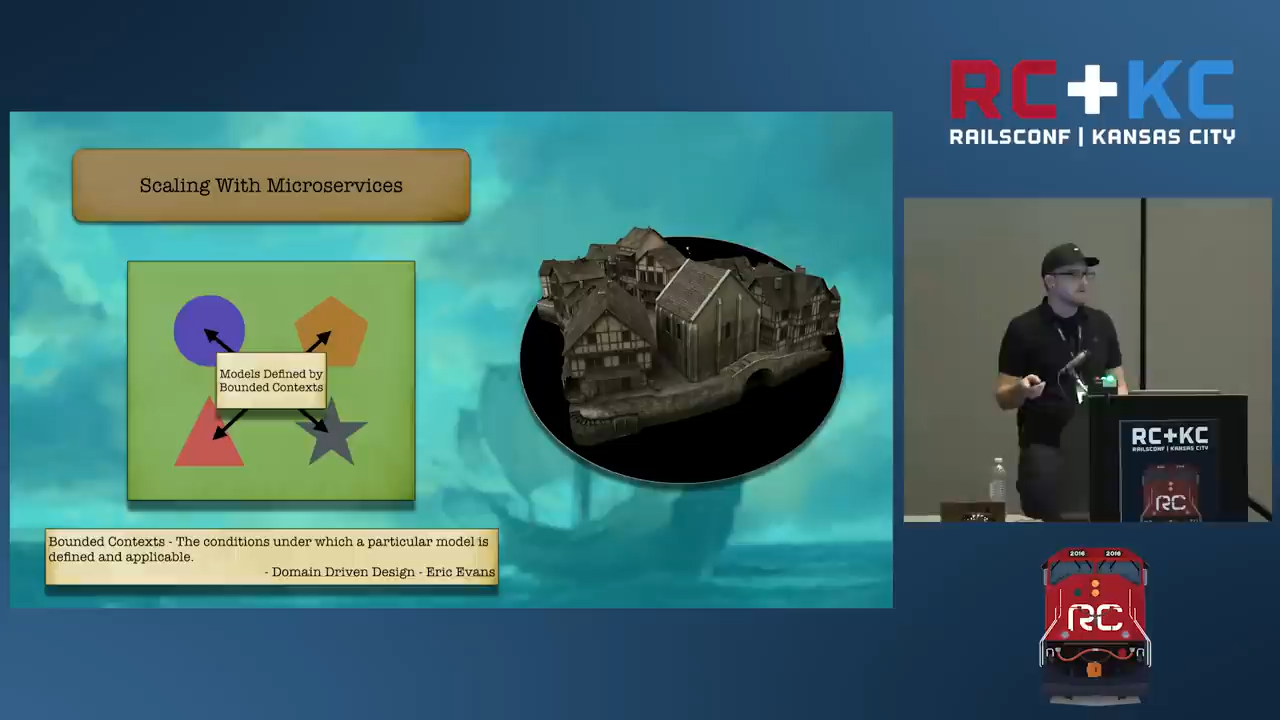 Scaling With Microservices
Models Defined by
Bounded Contexts
Bounded Contexts - The conditions under which a particular model is
defined and applicable.
- Domain Driven Design - Eric Evans
RC+KC
RAILSCONF | KANSAS CITY
RC+KC
RAILSCONF | KANSAS CITY
RC
2016 2016
RC